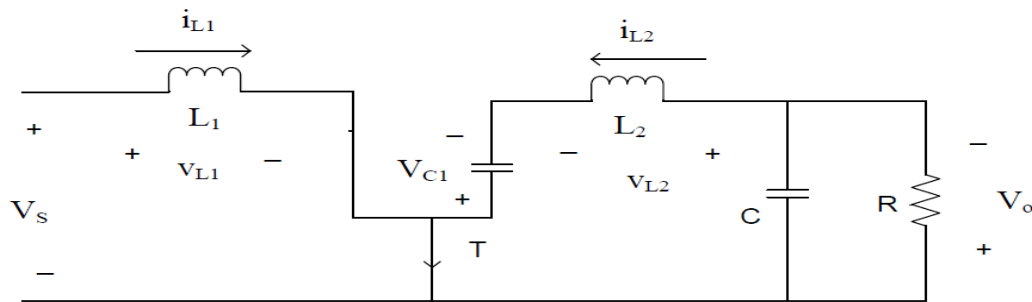 iL1
iL2
L1
L2
+
+
vL1
−
−
VC1
+
−
vL2
+
C
R
−
Vo
+
VS
−
T